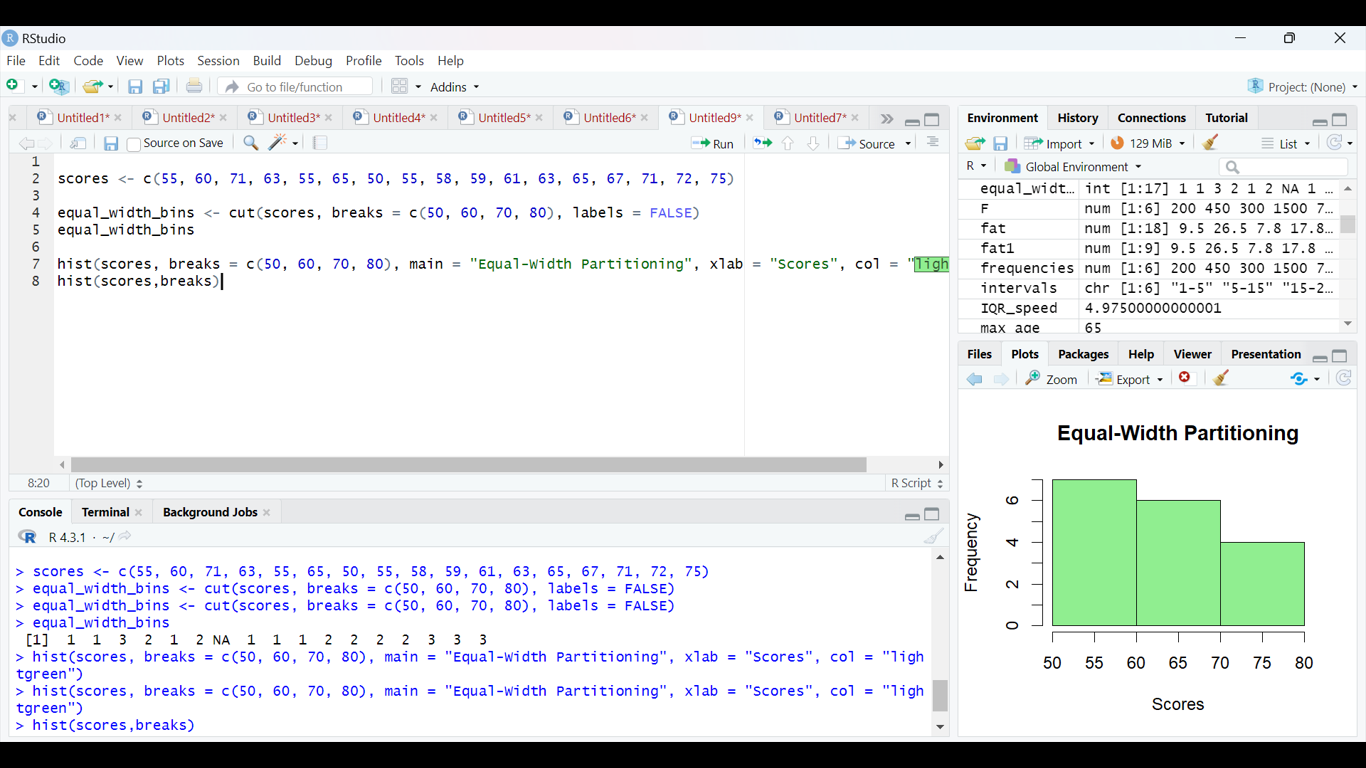 RStudio
File Edit Code View Plots Session Build Debug Profile Tools Help
Go to file/function Addins Project: (None)
Untitled1* Untitled2* Untitled3* Untitled4* Untitled5* Untitled6* Untitled9* Untitled7*
Source on Save Run Source
1
2 scores <- c(55, 60, 71, 63, 55, 65, 50, 55, 58, 59, 61, 63, 65, 67, 71, 72, 75)
3
4 equal_width_bins <- cut(scores, breaks = c(50, 60, 70, 80), labels = FALSE)
5 equal_width_bins
6
7 hist(scores, breaks = c(50, 60, 70, 80), main = "Equal-Width Partitioning", xlab = "Scores", col = "ligh
8 hist(scores,breaks)
8:20 (Top Level) R Script
Console Terminal Background Jobs
R 4.3.1 · ~/
> scores <- c(55, 60, 71, 63, 55, 65, 50, 55, 58, 59, 61, 63, 65, 67, 71, 72, 75)
> equal_width_bins <- cut(scores, breaks = c(50, 60, 70, 80), labels = FALSE)
> equal_width_bins <- cut(scores, breaks = c(50, 60, 70, 80), labels = FALSE)
> equal_width_bins
[1] 1 1 3 2 1 2 NA 1 1 1 2 2 2 2 3 3 3
> hist(scores, breaks = c(50, 60, 70, 80), main = "Equal-Width Partitioning", xlab = "Scores", col = "ligh
tgreen")
> hist(scores, breaks = c(50, 60, 70, 80), main = "Equal-Width Partitioning", xlab = "Scores", col = "ligh
tgreen")
> hist(scores,breaks)
Environment History Connections Tutorial
Import 129 MiB List
R Global Environment
equal_widt… int [1:17] 1 1 3 2 1 2 NA 1 …
F num [1:6] 200 450 300 1500 7…
fat num [1:18] 9.5 26.5 7.8 17.8…
fat1 num [1:9] 9.5 26.5 7.8 17.8 …
frequencies num [1:6] 200 450 300 1500 7…
intervals chr [1:6] "1-5" "5-15" "15-2…
IQR_speed 4.97500000000001
max_age 65
Files Plots Packages Help Viewer Presentation
Zoom Export
Equal-Width Partitioning
Frequency
6
4
2
0
50 55 60 65 70 75 80
Scores